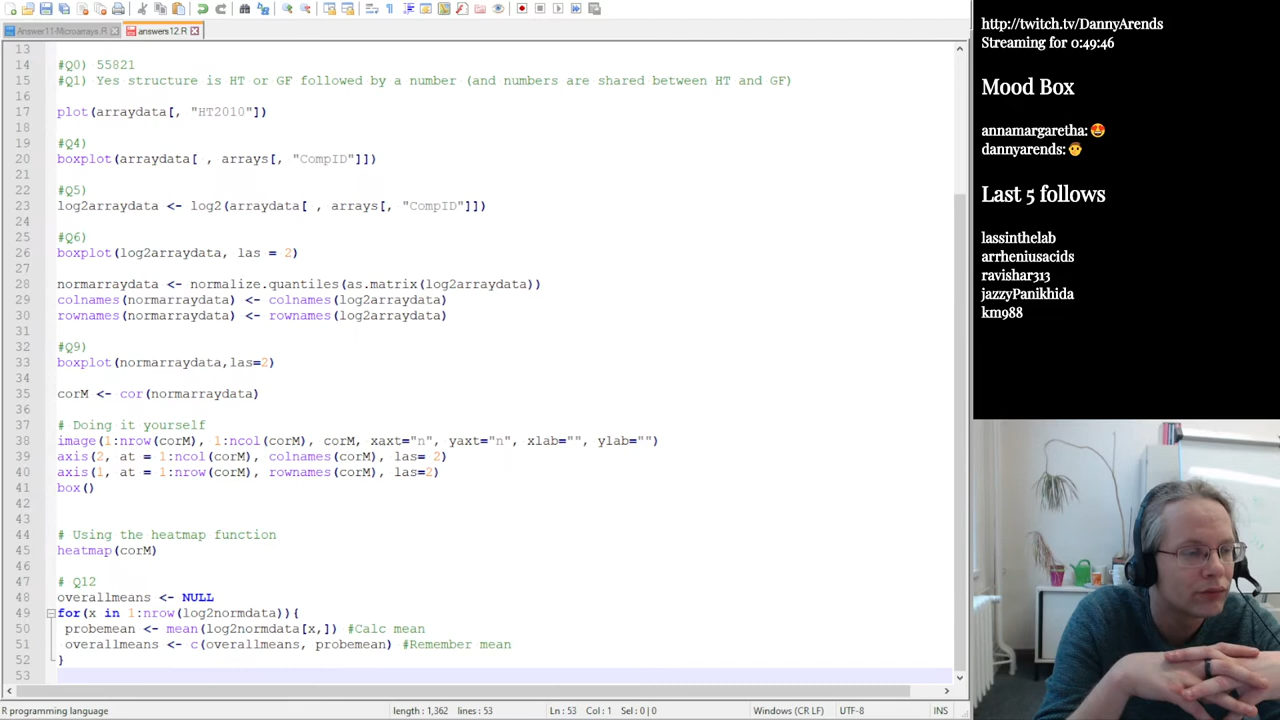 Answer11-Microarrays.R answers12.R
13
14 #Q0) 55821
15 #Q1) Yes structure is HT or GF followed by a number (and numbers are shared between HT and GF)
16
17 plot(arraydata[, "HT2010"])
18
19 #Q4)
20 boxplot(arraydata[ , arrays[, "CompID"]])
21
22 #Q5)
23 log2arraydata <- log2(arraydata[ , arrays[, "CompID"]])
24
25 #Q6)
26 boxplot(log2arraydata, las = 2)
27
28 normarraydata <- normalize.quantiles(as.matrix(log2arraydata))
29 colnames(normarraydata) <- colnames(log2arraydata)
30 rownames(normarraydata) <- rownames(log2arraydata)
31
32 #Q9)
33 boxplot(normarraydata,las=2)
34
35 corM <- cor(normarraydata)
36
37 # Doing it yourself
38 image(1:nrow(corM), 1:ncol(corM), corM, xaxt="n", yaxt="n", xlab="", ylab="")
39 axis(2, at = 1:ncol(corM), colnames(corM), las= 2)
40 axis(1, at = 1:nrow(corM), rownames(corM), las=2)
41 box()
42
43
44 # Using the heatmap function
45 heatmap(corM)
46
47 # Q12
48 overallmeans <- NULL
49 for(x in 1:nrow(log2normdata)){
50 probemean <- mean(log2normdata[x,]) #Calc mean
51 overallmeans <- c(overallmeans, probemean) #Remember mean
52 }
53
R programming language length : 1,362 lines : 53 Ln : 53 Col : 1 Sel : 0 | 0 Windows (CR LF) UTF-8 INS
http://twitch.tv/DannyArends
Streaming for 0:49:46
Mood Box
annamargaretha: 😍
dannyarends: 👨
Last 5 follows
lassinthelab
arrheniusacids
ravishar313
jazzyPanikhida
km988